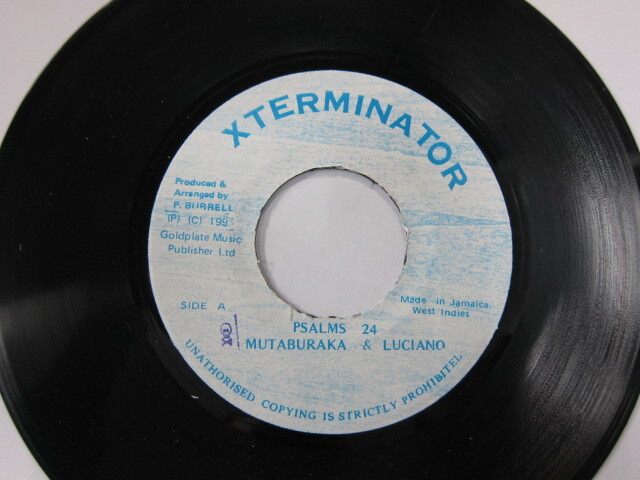 XTERMINATOR
Produced &
Arranged by
P. BURRELL
(P) (C) 199
Goldplate Music
Publisher Ltd
SIDE A
Made in Jamaica
West Indies
PSALMS 24
MUTABURAKA & LUCIANO
UNATHORISED COPYING IS STRICTLY PROHIBITEL